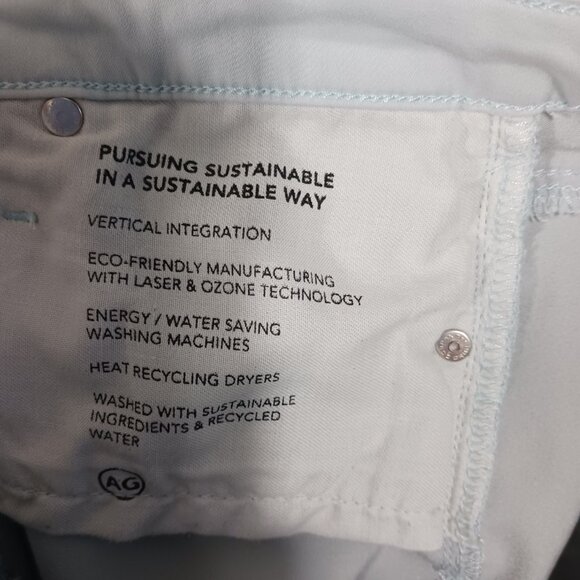 PURSUING SUSTAINABLE
IN A SUSTAINABLE WAY
VERTICAL INTEGRATION
ECO-FRIENDLY MANUFACTURING
WITH LASER & OZONE TECHNOLOGY
ENERGY / WATER SAVING
WASHING MACHINES
HEAT RECYCLING DRYERS
WASHED WITH SUSTAINABLE
INGREDIENTS & RECYCLED
WATER
AG